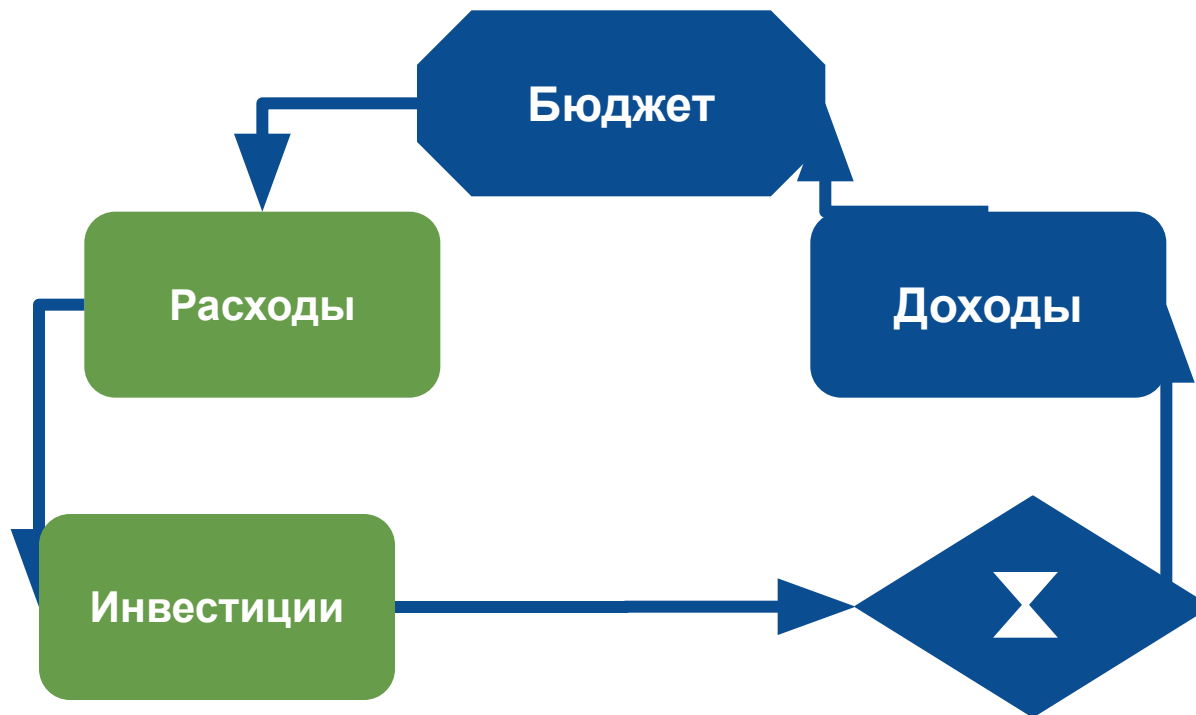 Бюджет
Расходы
Доходы
Инвестиции